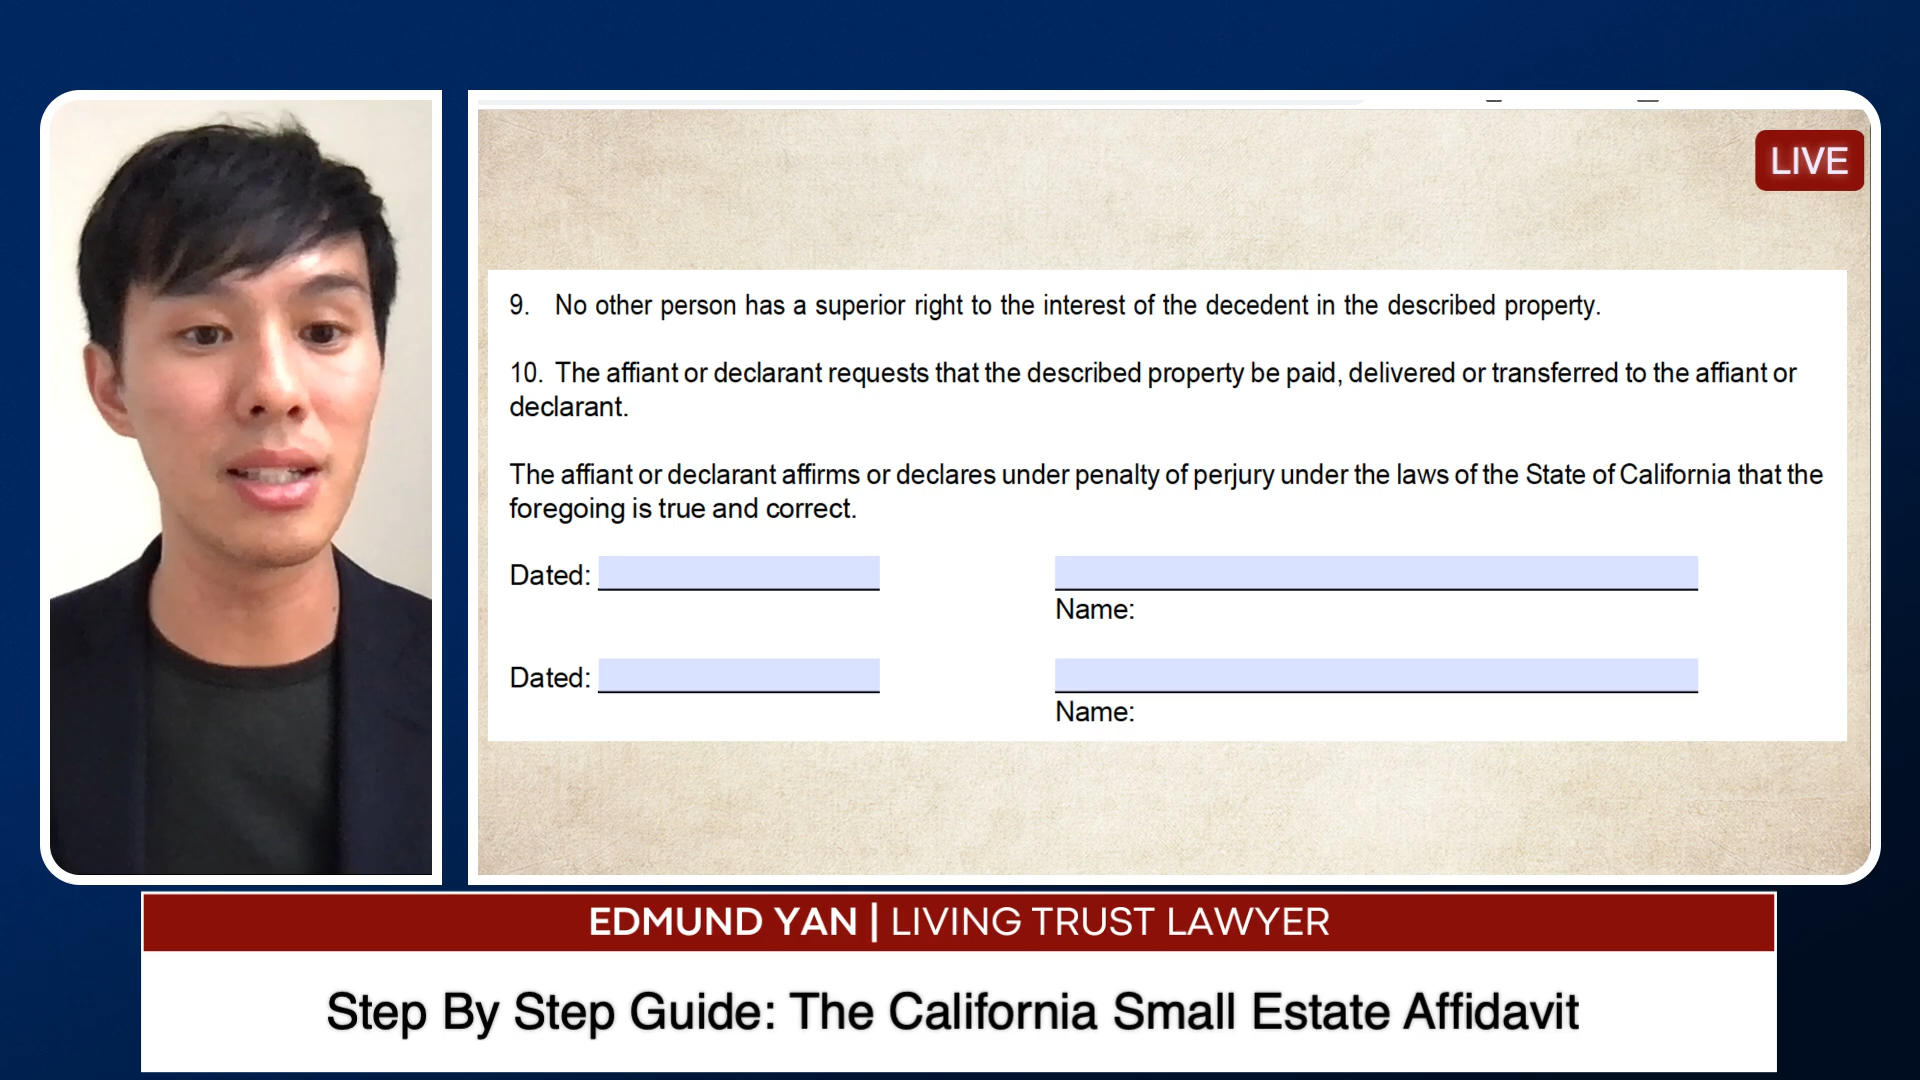 LIVE
9. No other person has a superior right to the interest of the decedent in the described property.
10. The affiant or declarant requests that the described property be paid, delivered or transferred to the affiant or
declarant.
The affiant or declarant affirms or declares under penalty of perjury under the laws of the State of California that the
foregoing is true and correct.
Dated:
Name:
Dated:
Name:
EDMUND YAN | LIVING TRUST LAWYER
Step By Step Guide: The California Small Estate Affidavit